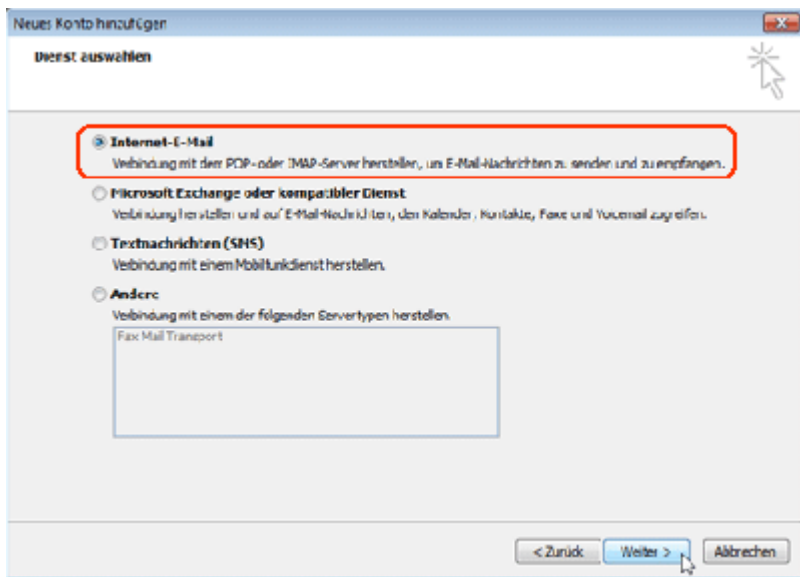 Neues Konto hinzufügen
Dienst auswählen
Internet-E-Mail
Verbindung mit dem POP- oder IMAP-Server herstellen, um E-Mail-Nachrichten zu senden und zu empfangen.
Microsoft Exchange oder kompatibler Dienst
Verbindung herstellen und auf E-Mail-Nachrichten, den Kalender, Kontakte, Faxe und Voicemail zugreifen.
Textnachrichten (SMS)
Verbindung mit einem Mobilfunkdienst herstellen.
Andere
Verbindung mit einem der folgenden Servertypen herstellen.
Fax Mail Transport
< Zurück Weiter > Abbrechen